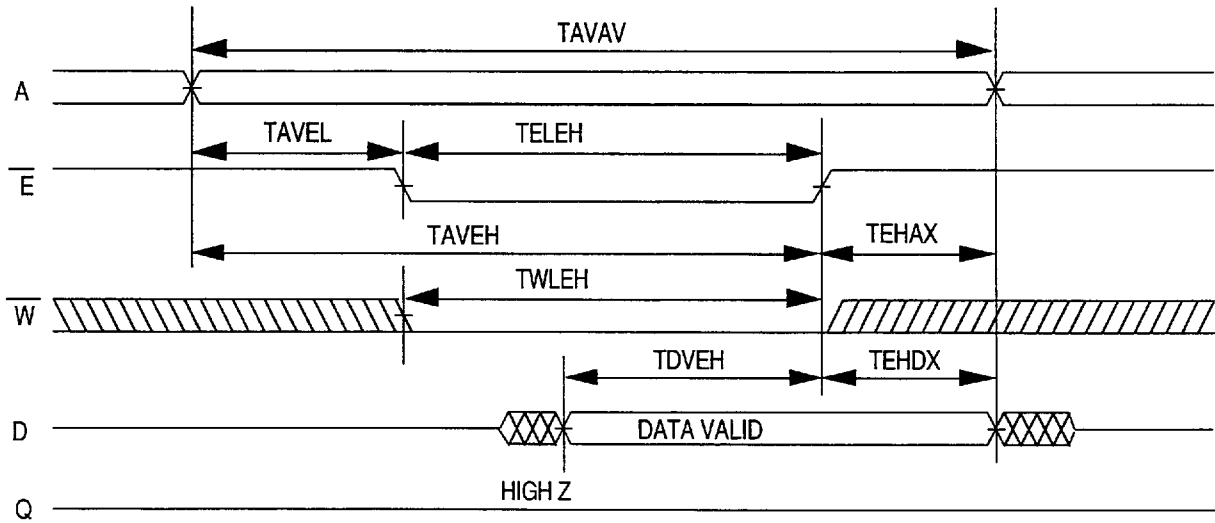 TAVAV
A
TAVEL TELEH
E
TAVEH TEHAX
TWLEH
W
TDVEH TEHDX
D DATA VALID
HIGH Z
Q